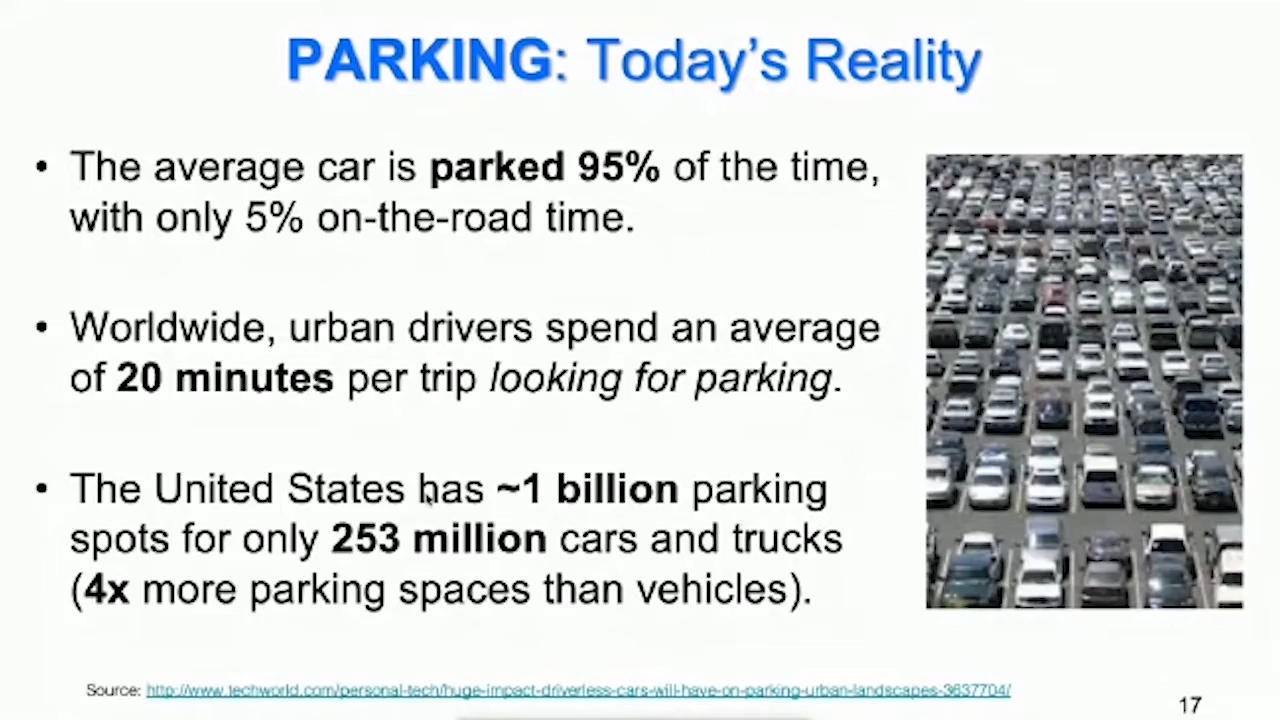 PARKING: Today's Reality
• The average car is parked 95% of the time,
with only 5% on-the-road time.
• Worldwide, urban drivers spend an average
of 20 minutes per trip looking for parking.
• The United States has ~1 billion parking
spots for only 253 million cars and trucks
(4x more parking spaces than vehicles).
Source: http://www.techworld.com/personal-tech/huge-impact-driverless-cars-will-have-on-parking-urban-landscapes-3637704/
17